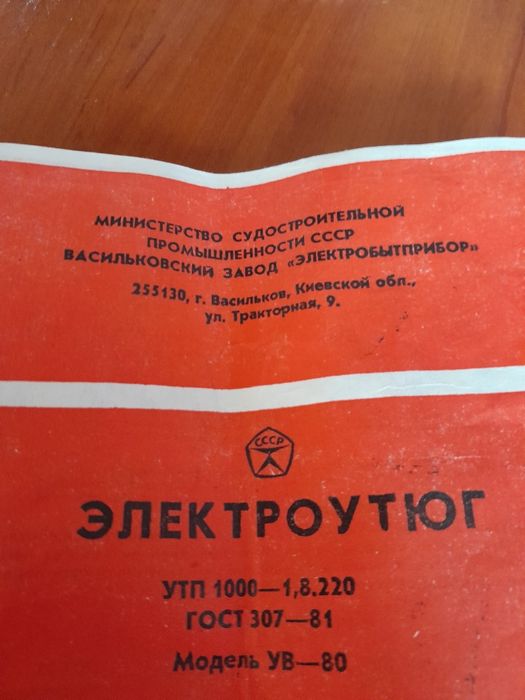 МИНИСТЕРСТВО СУДОСТРОИТЕЛЬНОЙ
ПРОМЫШЛЕННОСТИ СССР
ВАСИЛЬКОВСКИЙ ЗАВОД «ЭЛЕКТРОБЫТПРИБОР»
255130, г. Васильков, Киевской обл.,
ул. Тракторная, 9.
СССР
ЭЛЕКТРОУТЮГ
УТП 1000—1,8.220
ГОСТ 307—81
Модель УВ—80